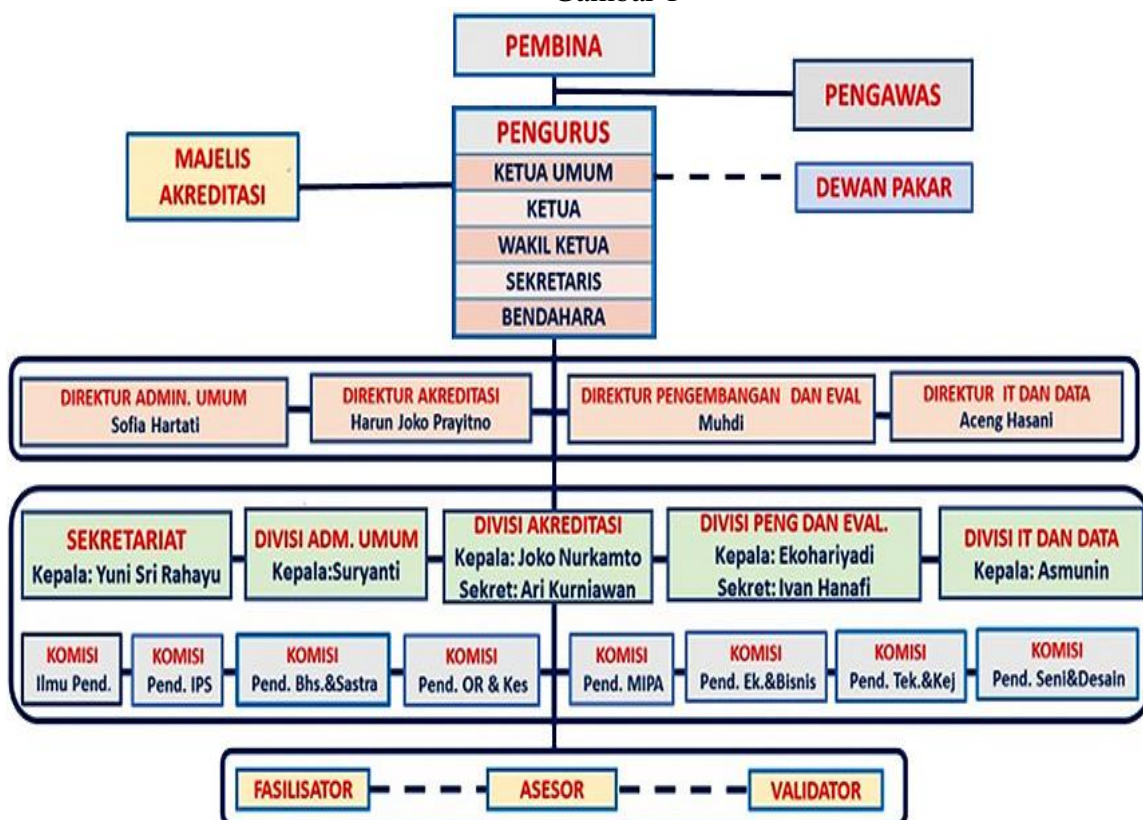 Gambar 1
PEMBINA
PENGAWAS
PENGURUS
MAJELIS
AKREDITASI
KETUA UMUM
DEWAN PAKAR
KETUA
WAKIL KETUA
SEKRETARIS
BENDAHARA
DIREKTUR ADMIN. UMUM
Sofia Hartati
DIREKTUR AKREDITASI
Harun Joko Prayitno
DIREKTUR PENGEMBANGAN DAN EVAL
Muhdi
DIREKTUR IT DAN DATA
Aceng Hasani
SEKRETARIAT
Kepala: Yuni Sri Rahayu
DIVISI ADM. UMUM
Kepala:Suryanti
DIVISI AKREDITASI
Kepala: Joko Nurkamto
Sekret: Ari Kurniawan
DIVISI PENG DAN EVAL.
Kepala: Ekohariyadi
Sekret: Ivan Hanafi
DIVISI IT DAN DATA
Kepala: Asmunin
KOMISI
Ilmu Pend.
KOMISI
Pend. IPS
KOMISI
Pend. Bhs.&Sastra
KOMISI
Pend. OR & Kes
KOMISI
Pend. MIPA
KOMISI
Pend. Ek.&Bisnis
KOMISI
Pend. Tek.&Kej
KOMISI
Pend. Seni&Desain
FASILISATOR
ASESOR
VALIDATOR